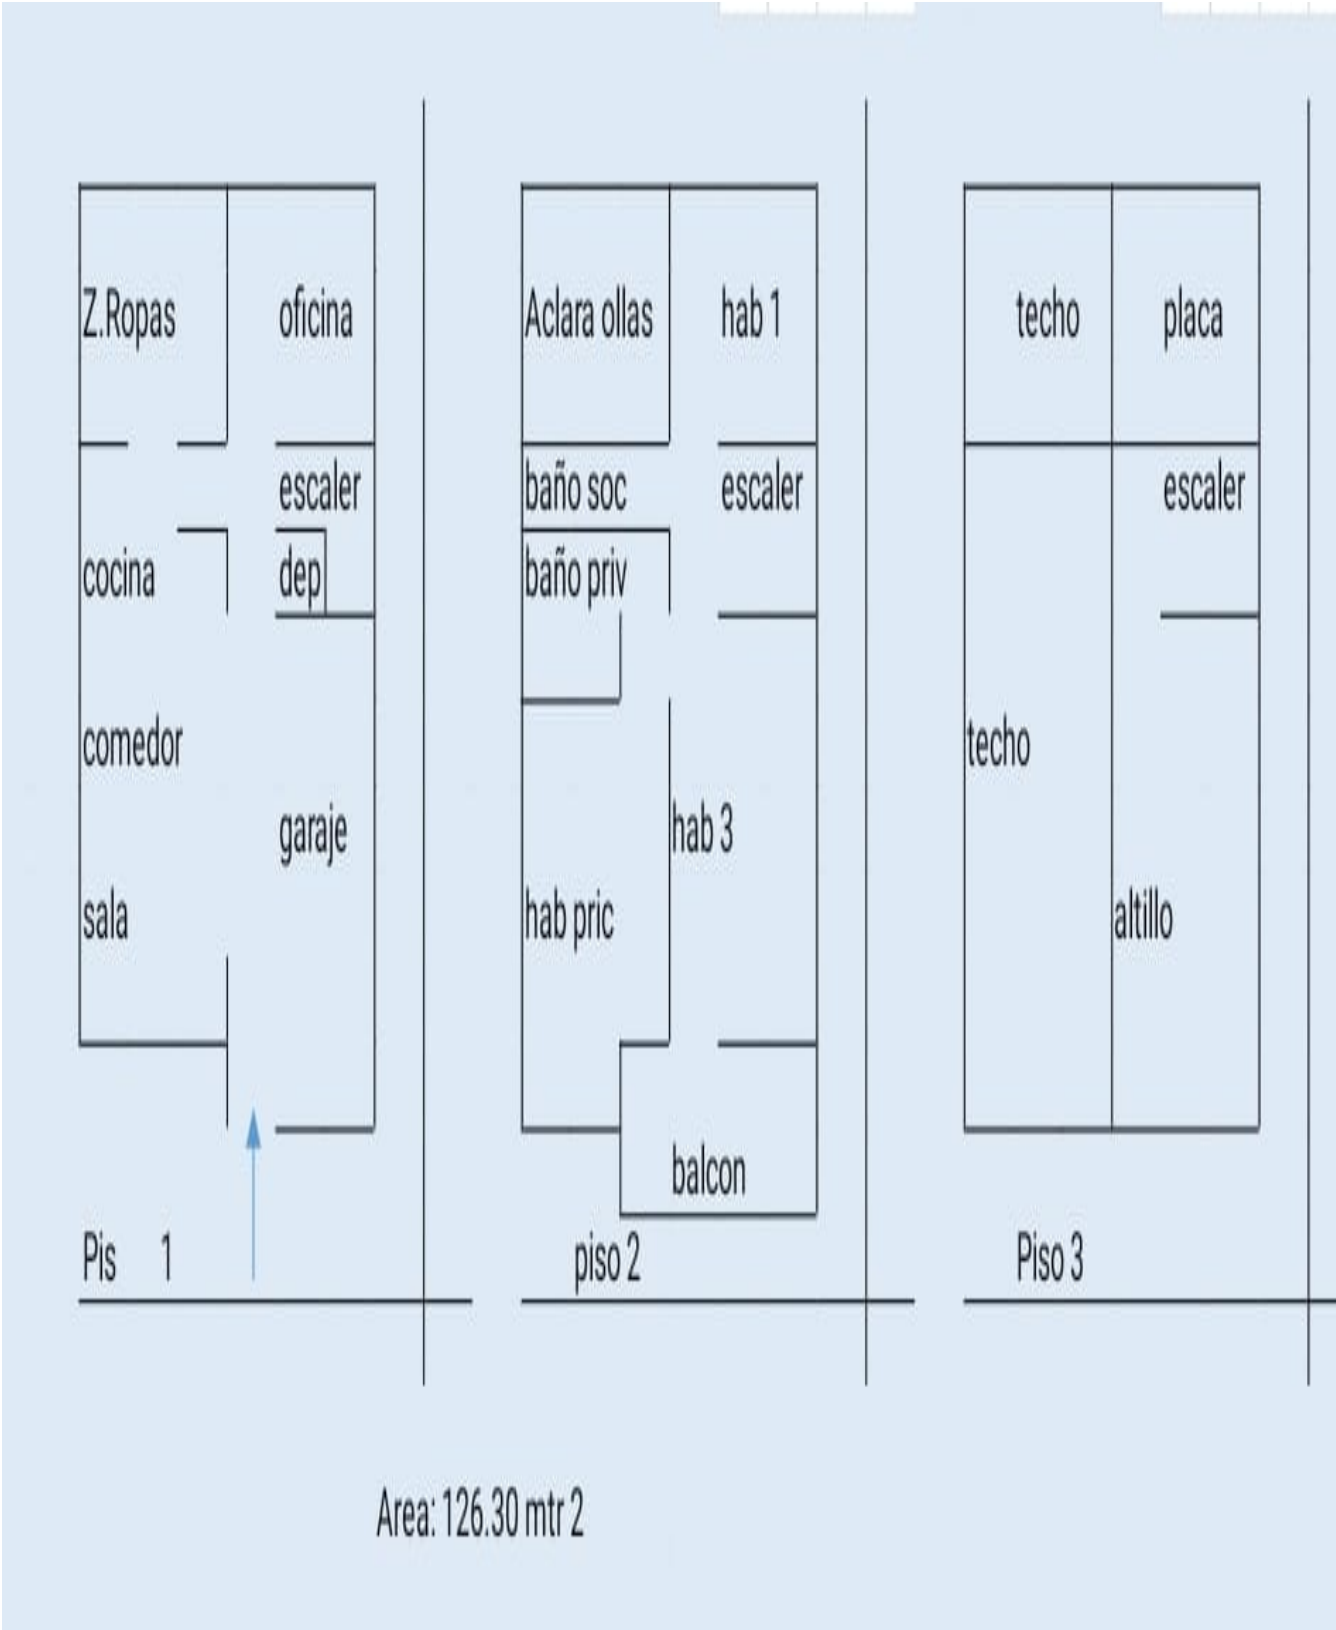 Z.Ropas
oficina
escaler
cocina
dep
comedor
garaje
sala
Pis 1
Aclara ollas
hab 1
baño soc
escaler
baño priv
hab 3
hab pric
balcon
piso 2
techo
placa
escaler
techo
altillo
Piso 3
Area: 126.30 mtr 2